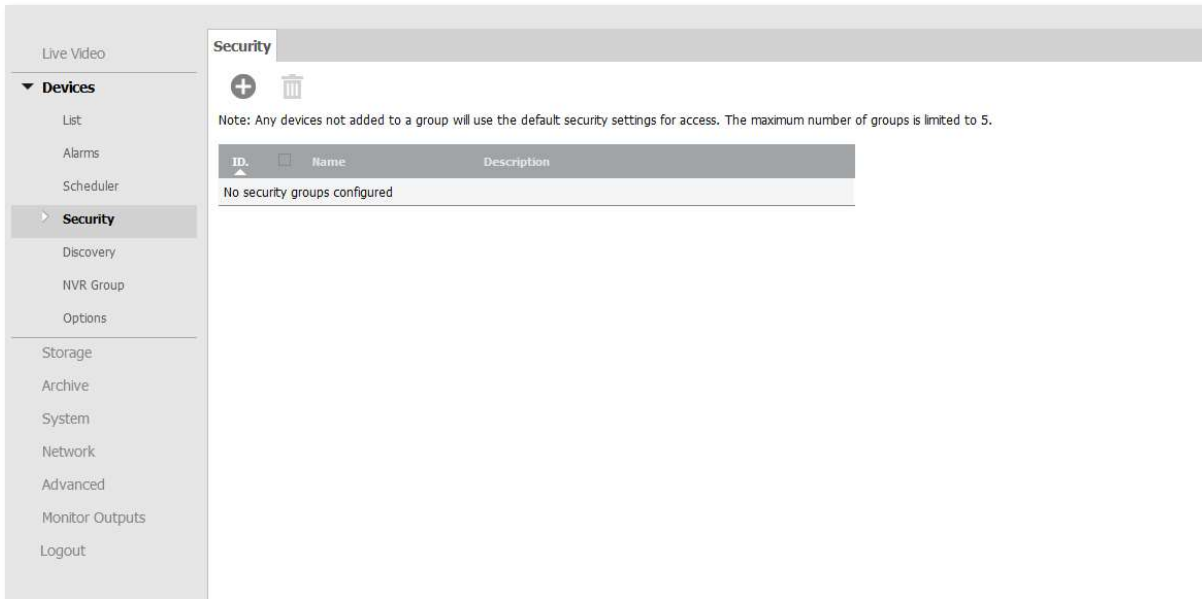 Live Video
Devices
List
Alarms
Scheduler
Security
Discovery
NVR Group
Options
Storage
Archive
System
Network
Advanced
Monitor Outputs
Logout
Security
Note: Any devices not added to a group will use the default security settings for access. The maximum number of groups is limited to 5.
ID. Name Description
No security groups configured